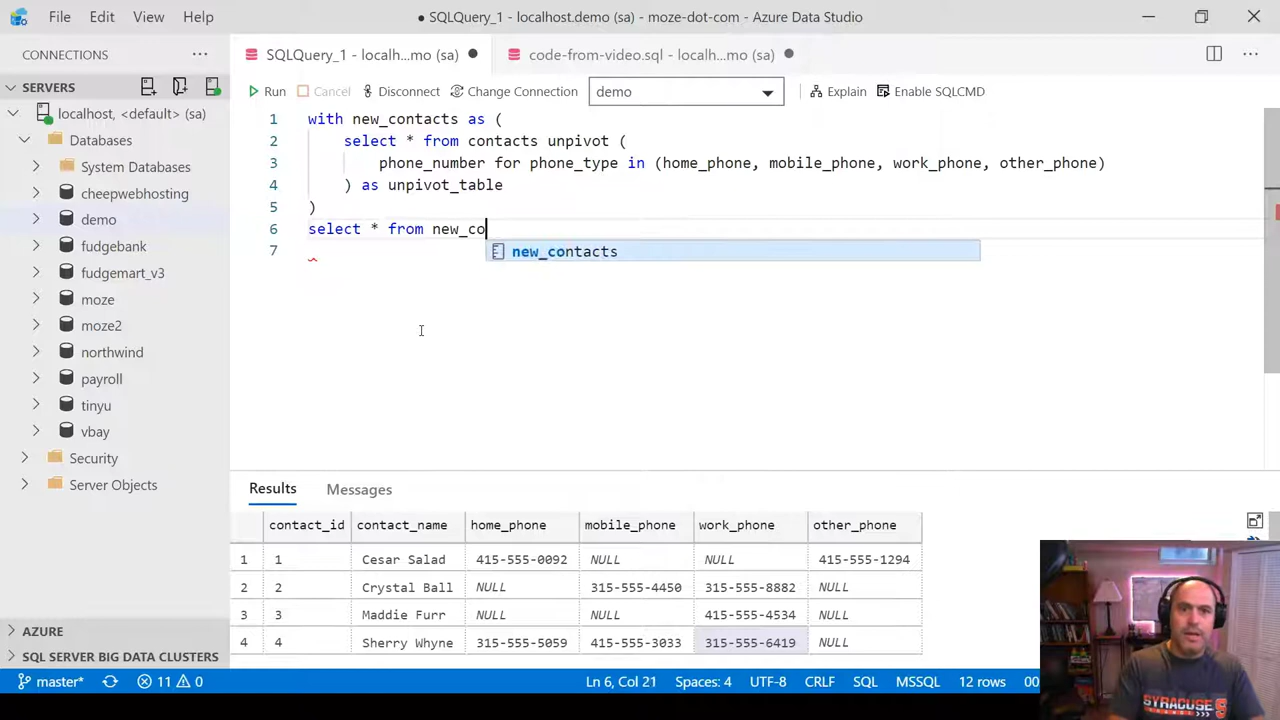 File Edit View Help
● SQLQuery_1 - localhost.demo (sa) - moze-dot-com - Azure Data Studio
CONNECTIONS ···
SQLQuery_1 - localh...mo (sa) ●
code-from-video.sql - localh...mo (sa) ●
SERVERS
Run Cancel Disconnect Change Connection demo Explain Enable SQLCMD
localhost, <default> (sa)
Databases
System Databases
cheepwebhosting
demo
fudgebank
fudgemart_v3
moze
moze2
northwind
payroll
tinyu
vbay
Security
Server Objects
AZURE
SQL SERVER BIG DATA CLUSTERS
1 with new_contacts as (
2 select * from contacts unpivot (
3 phone_number for phone_type in (home_phone, mobile_phone, work_phone, other_phone)
4 ) as unpivot_table
5 )
6 select * from new_co
7
new_contacts
Results Messages
contact_id contact_name home_phone mobile_phone work_phone other_phone
1 1 Cesar Salad 415-555-0092 NULL NULL 415-555-1294
2 2 Crystal Ball NULL 315-555-4450 315-555-8882 NULL
3 3 Maddie Furr NULL NULL 415-555-4534 NULL
4 4 Sherry Whyne 315-555-5059 415-555-3033 315-555-6419 NULL
master* 11 0 Ln 6, Col 21 Spaces: 4 UTF-8 CRLF SQL MSSQL 12 rows 00
SYRACUSE